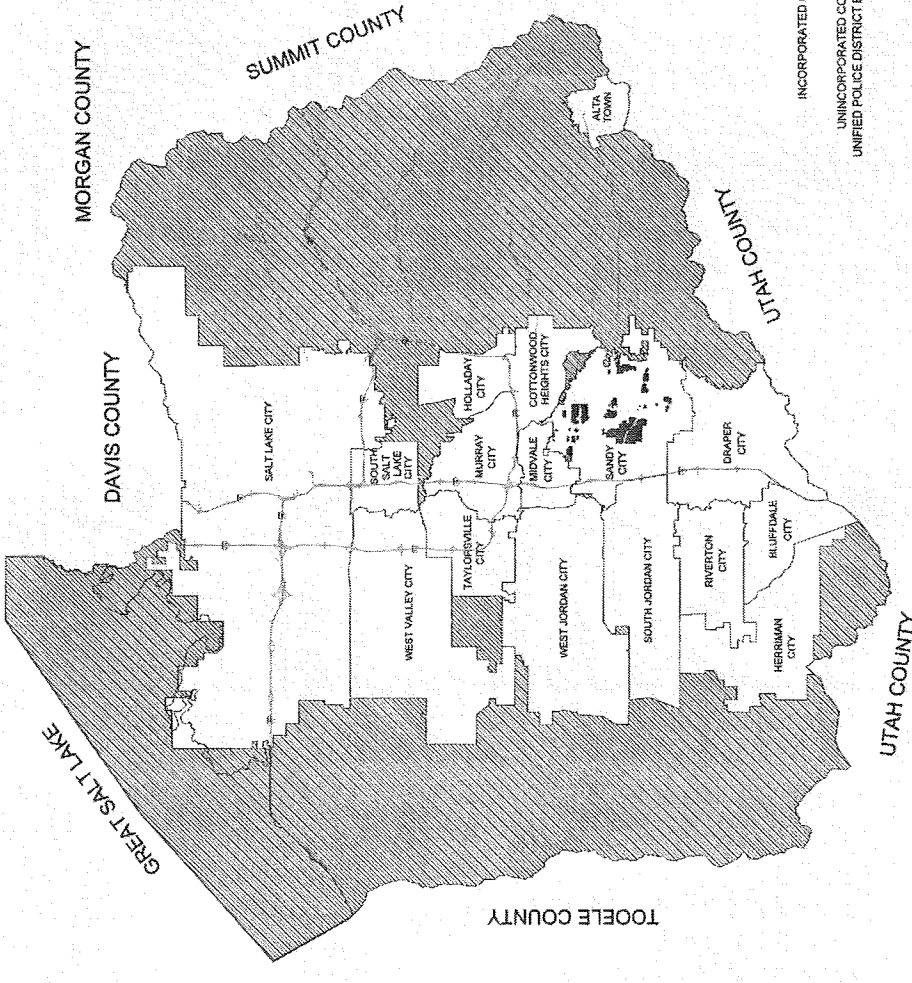 MORGAN COUNTY
SUMMIT COUNTY
DAVIS COUNTY
GREAT SALT LAKE
SALT LAKE CITY
ALTA
TOWN
SOUTH
SALT
LAKE
CITY
HOLLADAY
CITY
WEST VALLEY CITY
MURRAY
CITY
COTTONWOOD
HEIGHTS CITY
TAYLORSVILLE
CITY
MIDVALE
CITY
UTAH COUNTY
WEST JORDAN CITY
SANDY
CITY
SOUTH JORDAN CITY
DRAPER
CITY
RIVERTON
CITY
BLUFFDALE
CITY
HERRIMAN
CITY
TOOELE COUNTY
UTAH COUNTY
INCORPORATED
UNINCORPORATED CO
UNIFIED POLICE DISTRICT